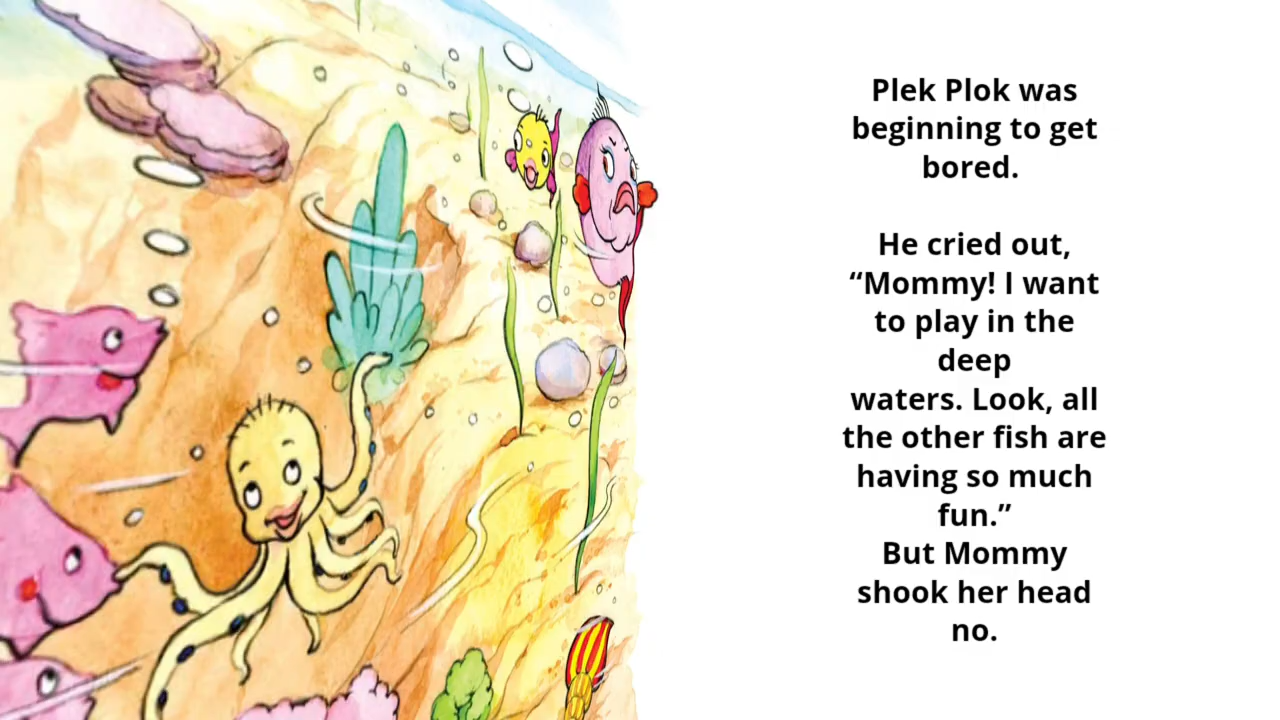 Plek Plok was
beginning to get
bored.
He cried out,
“Mommy! I want
to play in the
deep
waters. Look, all
the other fish are
having so much
fun.”
But Mommy
shook her head
no.